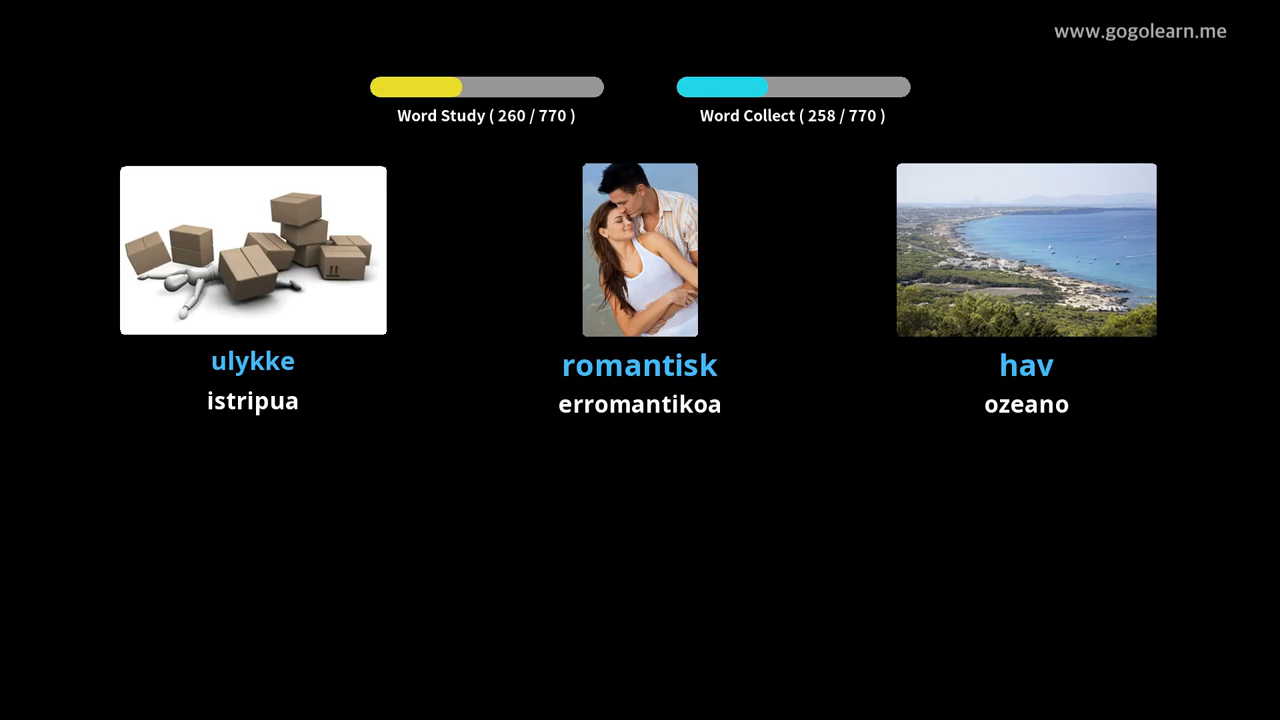 www.gogolearn.me
Word Study ( 260 / 770 )
Word Collect ( 258 / 770 )
ulykke
istripua
romantisk
erromantikoa
hav
ozeano